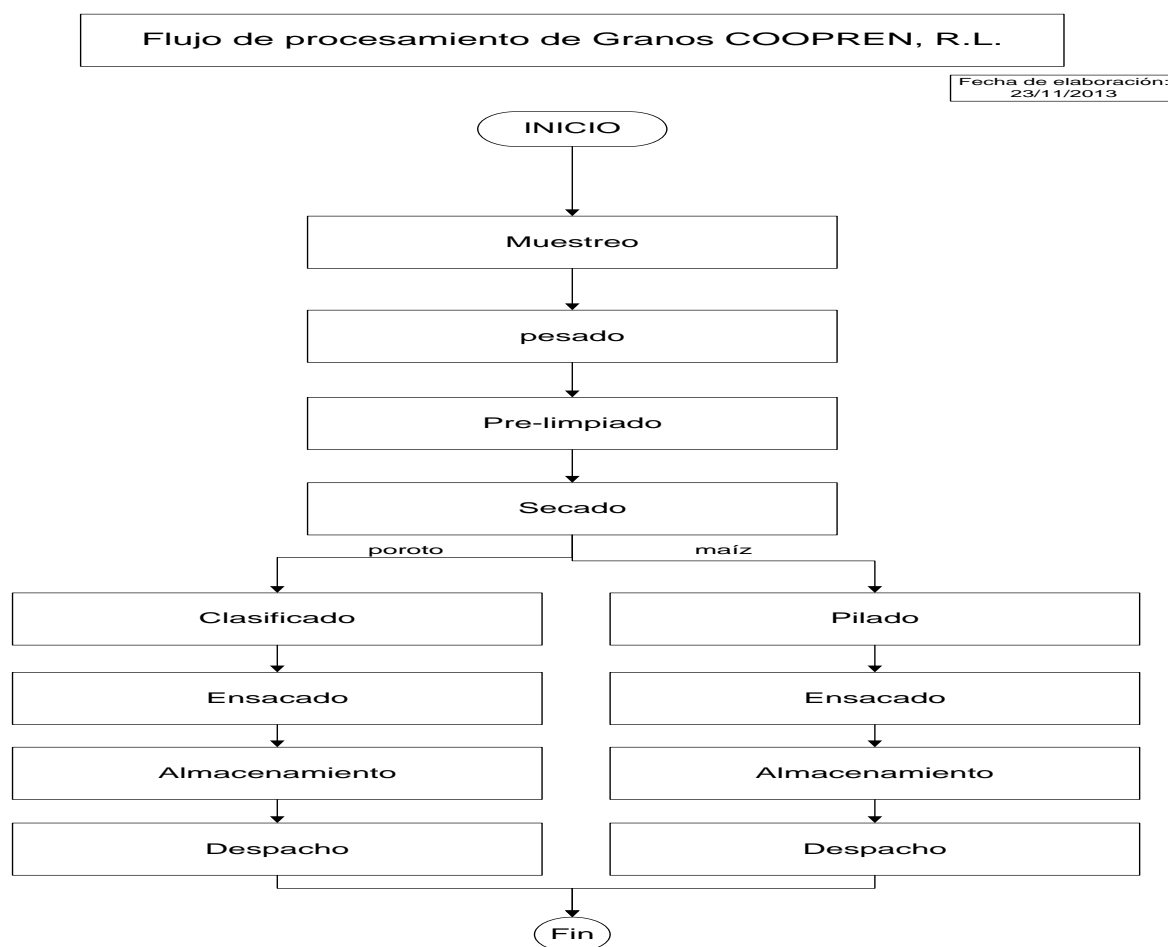 Flujo de procesamiento de Granos COOPREN, R.L.
Fecha de elaboración:
23/11/2013
INICIO
Muestreo
pesado
Pre-limpiado
Secado
poroto
maíz
Clasificado
Pilado
Ensacado
Ensacado
Almacenamiento
Almacenamiento
Despacho
Despacho
Fin